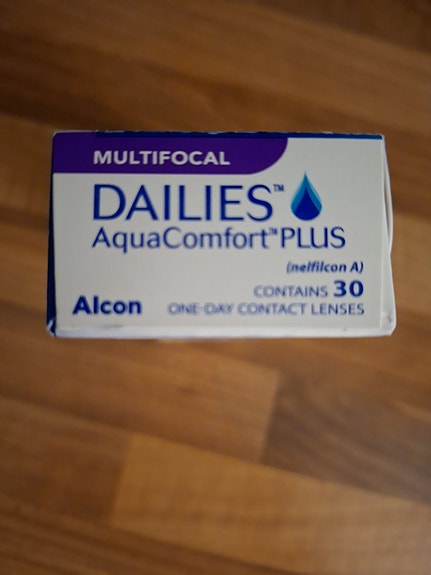 MULTIFOCAL
DAILIES™
AquaComfort™PLUS
(nelfilcon A)
CONTAINS 30
Alcon ONE-DAY CONTACT LENSES